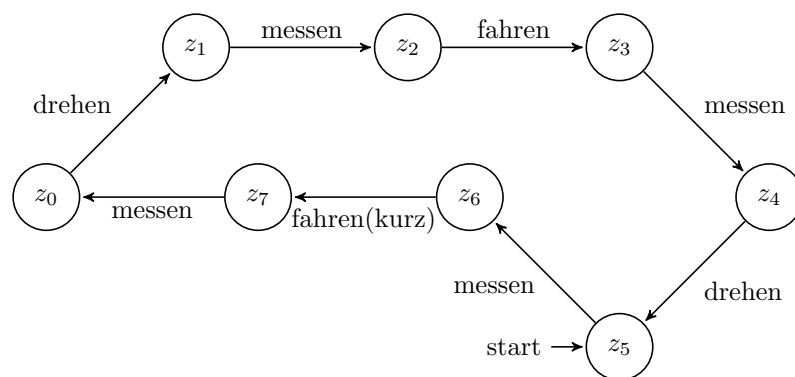 z₁
messen
z₂
fahren
z₃
drehen
messen
z₀
messen
z₇
fahren(kurz)
z₆
z₄
messen
drehen
start
z₅